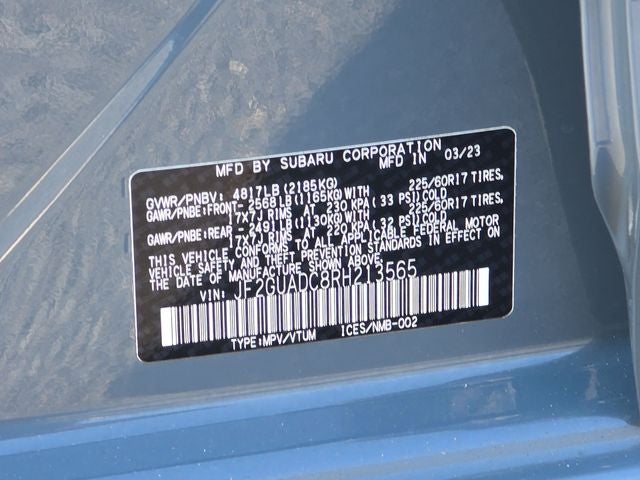 MFD BY SUBARU CORPORATION
MFD IN 03/23
GVWR/PNBV: 4817LB(2185KG)
GAWR/PNBE:FRONT-2568LB(1165KG)WITH 225/60R17 TIRES,
17X7J RIMS AT 230 KPA( 33 PSI)COLD
GAWR/PNBE:REAR -2491LB(1130KG)WITH 225/60R17 TIRES,
17X7J RIMS AT 220 KPA( 32 PSI)COLD
THIS VEHICLE CONFORMS TO ALL APPLICABLE FEDERAL MOTOR
VEHICLE SAFETY AND THEFT PREVENTION STANDARDS IN EFFECT ON
THE DATE OF MANUFACTURE SHOWN ABOVE.
VIN: JF2GUADC8RH213565
TYPE:MPV/VTUM ICES/NMB-002